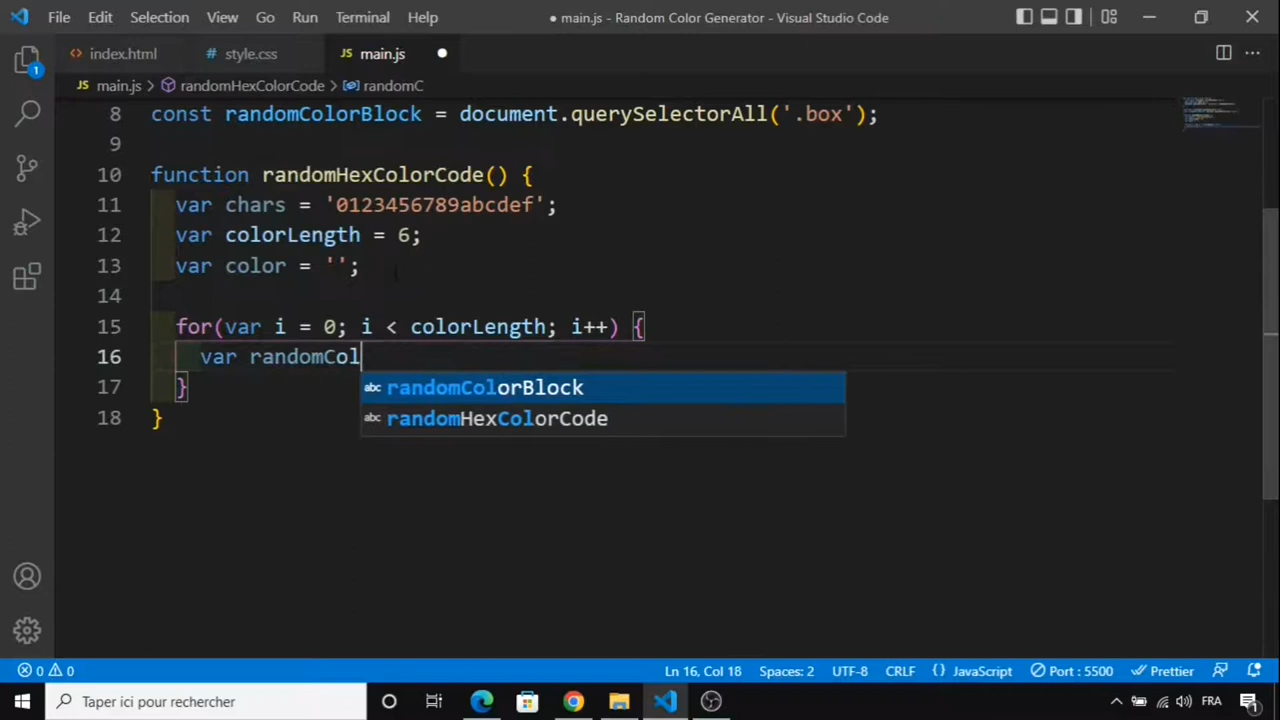 File Edit Selection View Go Run Terminal Help ● main.js - Random Color Generator - Visual Studio Code
index.html # style.css JS main.js ●
JS main.js > randomHexColorCode > randomC
8 const randomColorBlock = document.querySelectorAll('.box');
9
10 function randomHexColorCode() {
11 var chars = '0123456789abcdef';
12 var colorLength = 6;
13 var color = '';
14
15 for(var i = 0; i < colorLength; i++) {
16 var randomCol
abc randomColorBlock
17 }
abc randomHexColorCode
18 }
1
0 0 Ln 16, Col 18 Spaces: 2 UTF-8 CRLF {} JavaScript Port : 5500 Prettier
Taper ici pour rechercher FRA 1